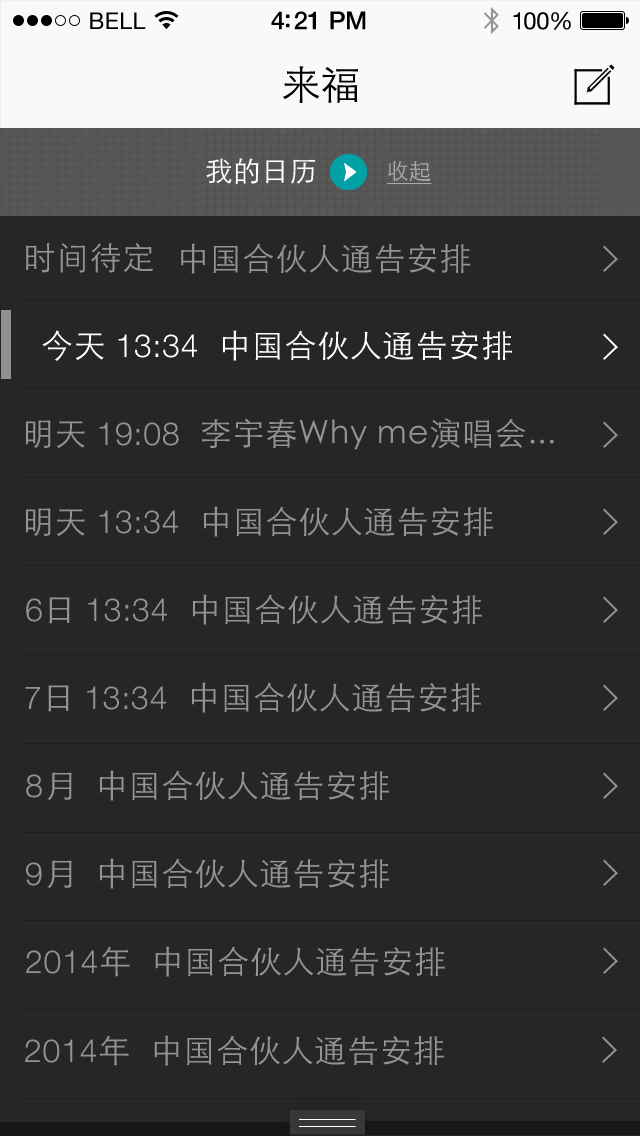 BELL 4:21 PM 100%
来福
我的日历 收起
时间待定 中国合伙人通告安排
今天 13:34 中国合伙人通告安排
明天 19:08 李宇春Why me演唱会...
明天 13:34 中国合伙人通告安排
6日 13:34 中国合伙人通告安排
7日 13:34 中国合伙人通告安排
8月 中国合伙人通告安排
9月 中国合伙人通告安排
2014年 中国合伙人通告安排
2014年 中国合伙人通告安排